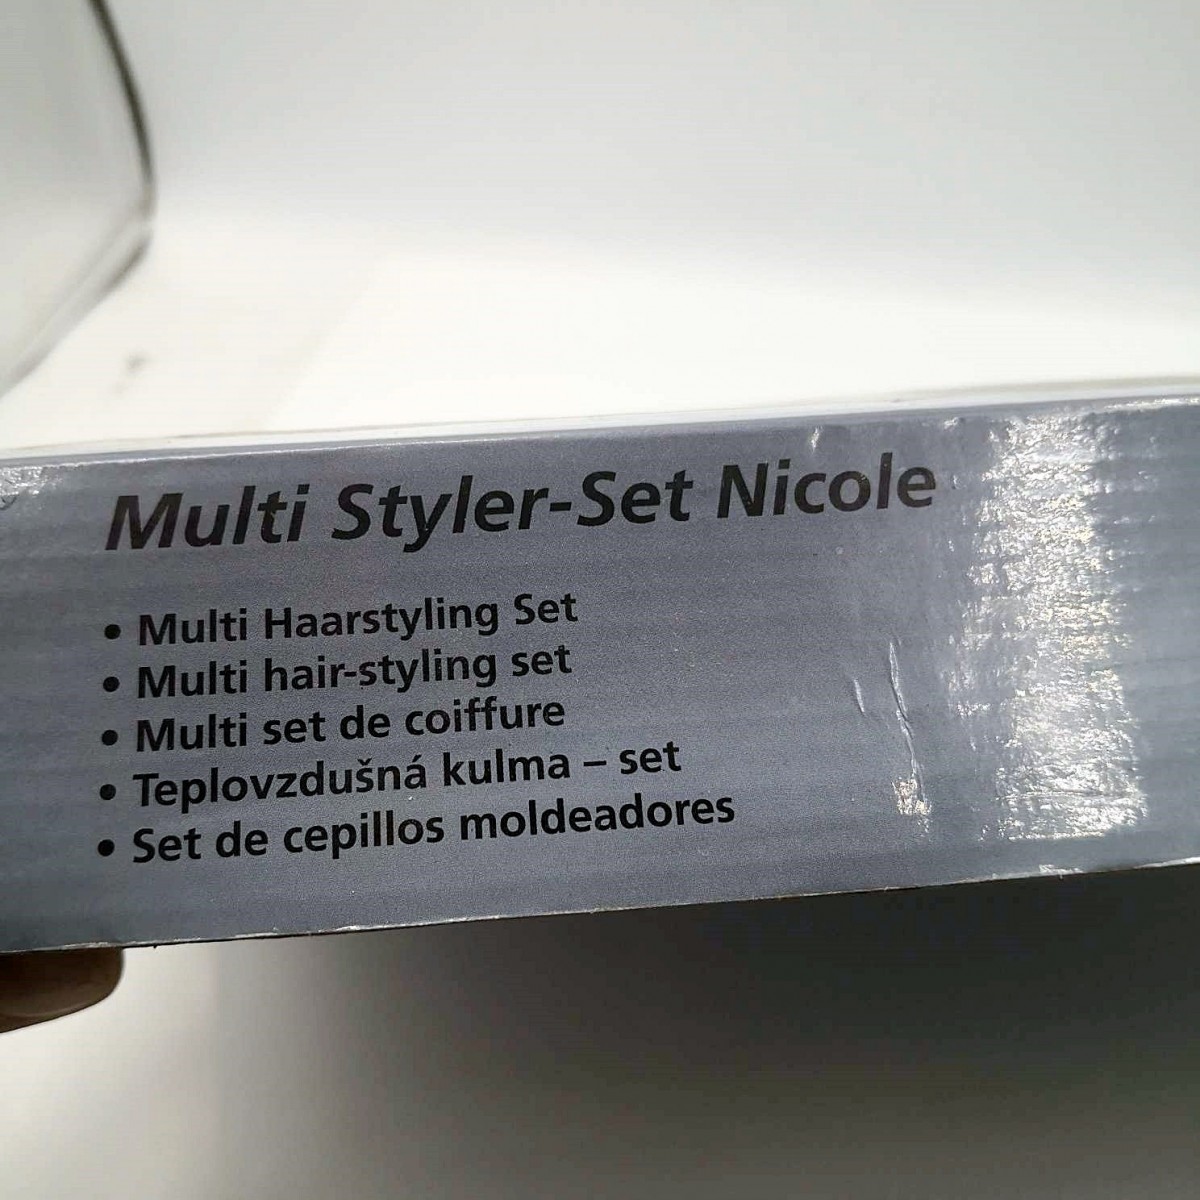 Multi Styler-Set Nicole
• Multi Haarstyling Set
• Multi hair-styling set
• Multi set de coiffure
• Teplovzdušná kulma – set
• Set de cepillos moldeadores